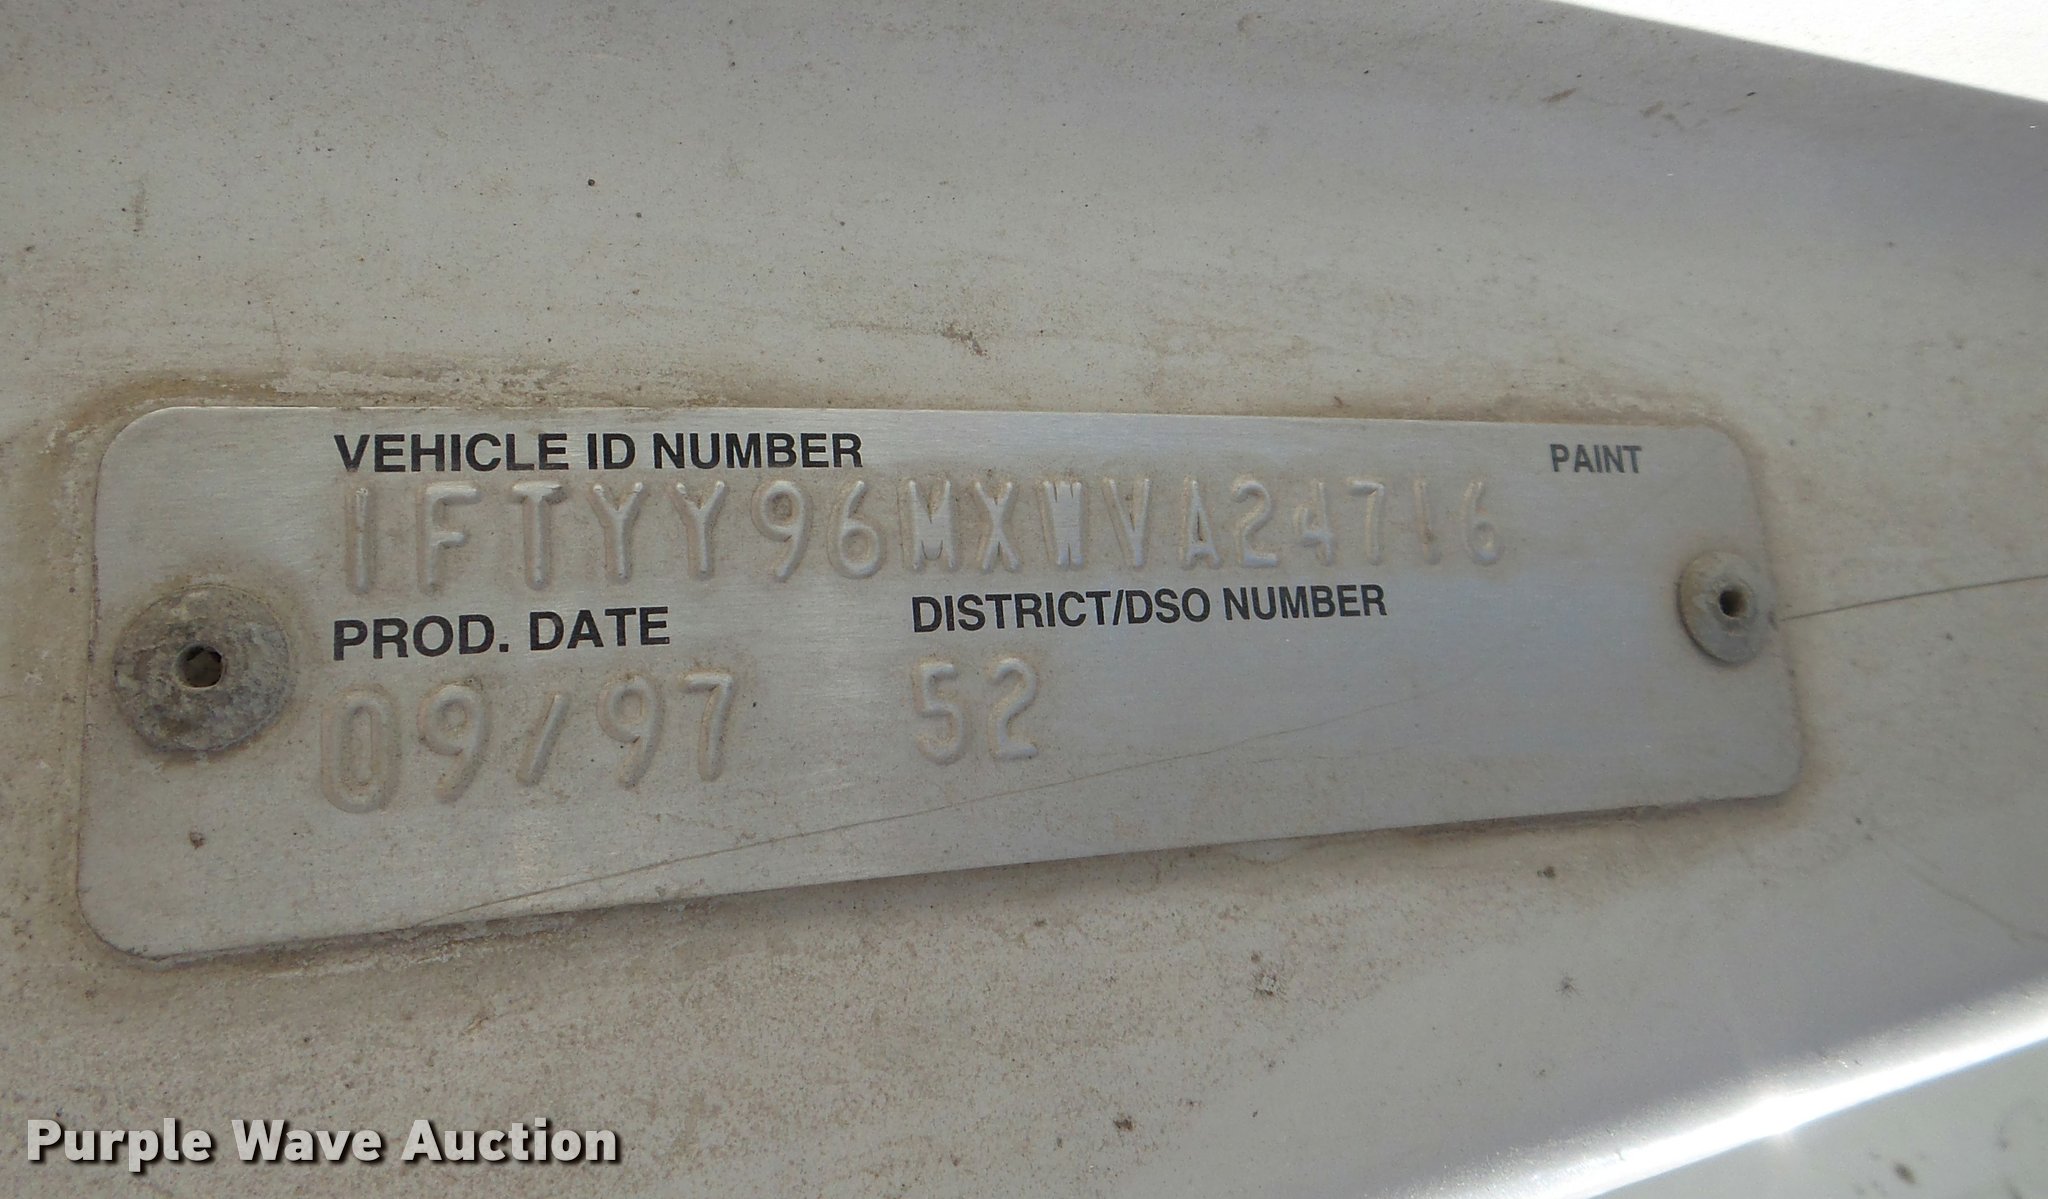 VEHICLE ID NUMBER PAINT
1FTYY96MXWVA24716
PROD. DATE DISTRICT/DSO NUMBER
09/97 52
Purple Wave Auction